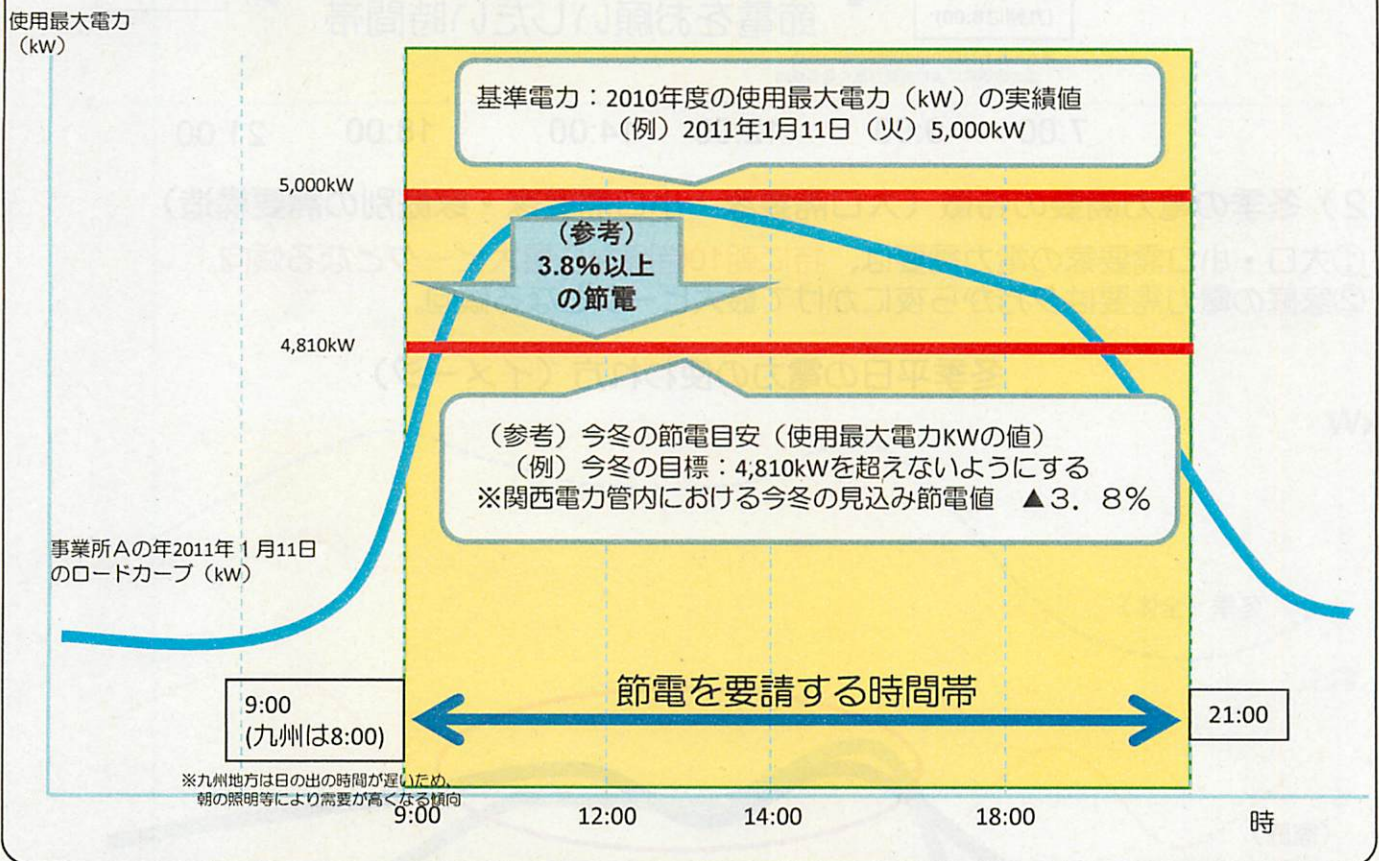 使用最大電力
（kW）
基準電力：2010年度の使用最大電力（kW）の実績値
（例）2011年1月11日（火）5,000kW
5,000kW
（参考）
3.8%以上
の節電
4,810kW
（参考）今冬の節電目安（使用最大電力KWの値）
（例）今冬の目標：4,810kWを超えないようにする
※関西電力管内における今冬の見込み節電値　▲3．8％
事業所Aの年2011年１月11日
のロードカーブ（kW）
節電を要請する時間帯
9:00
(九州は8:00)
21:00
※九州地方は日の出の時間が遅いため、
朝の照明等により需要が高くなる傾向
9:00
12:00
14:00
18:00
時